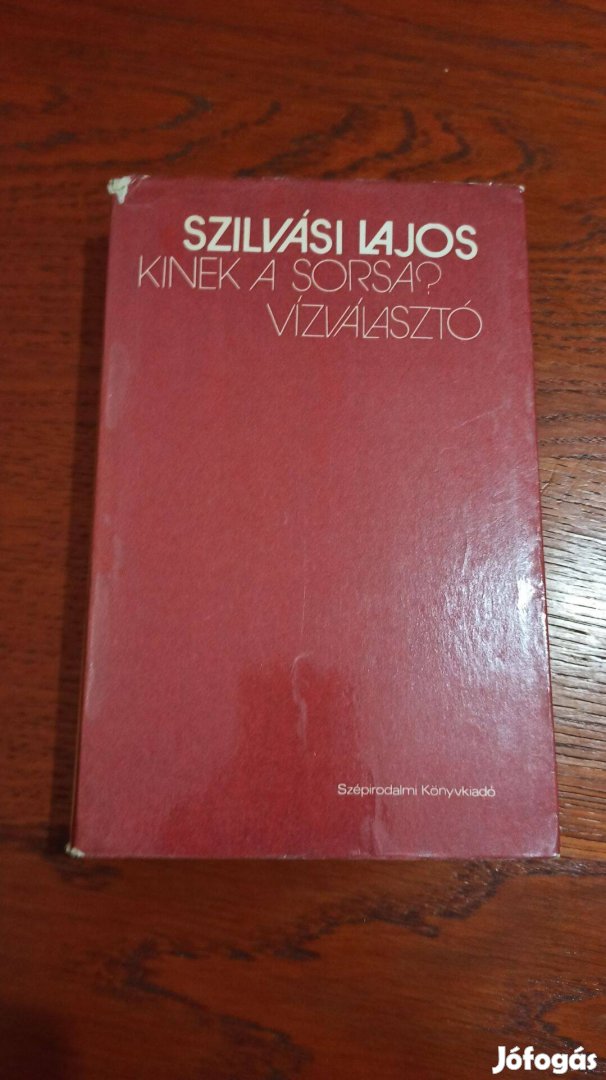 SZILVÁSI LAJOS
KINEK A SORSA?
VÍZVÁLASZTÓ
Szépirodalmi Könyvkiadó
Jófogás